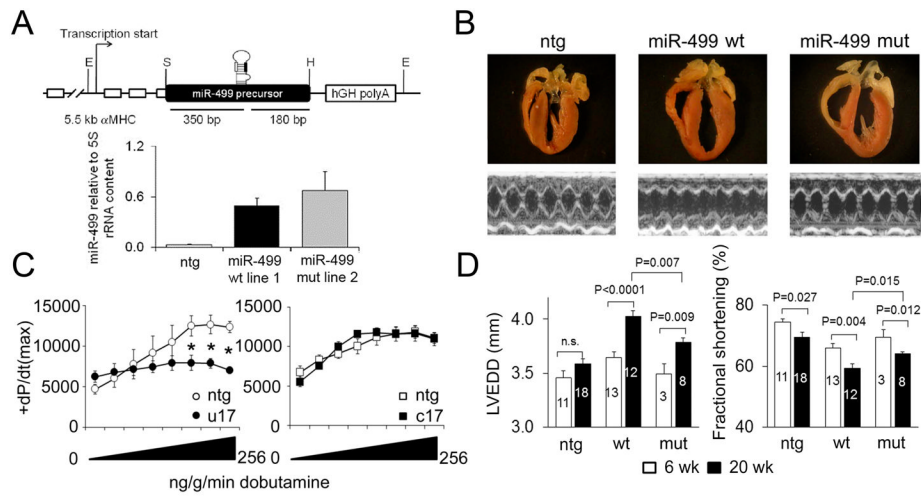 A
Transcription start
E
S
H
E
miR-499 precursor
hGH polyA
5.5 kb αMHC
350 bp
180 bp
miR-499 relative to 5S
rRNA content
1.2
0.6
0.0
ntg
miR-499
wt line 1
miR-499
mut line 2
B
ntg
miR-499 wt
miR-499 mut
C
+dP/dt(max)
15000
10000
5000
0
* * *
ntg
u17
0
256
15000
10000
5000
0
ntg
c17
0
256
ng/g/min dobutamine
D
LVEDD (mm)
4.0
3.5
3.0
n.s.
P<0.0001
P=0.007
P=0.009
11
18
13
12
3
8
ntg
wt
mut
Fractional shortening (%)
80
60
40
P=0.027
P=0.004
P=0.015
P=0.012
11
18
13
12
3
8
ntg
wt
mut
6 wk
20 wk